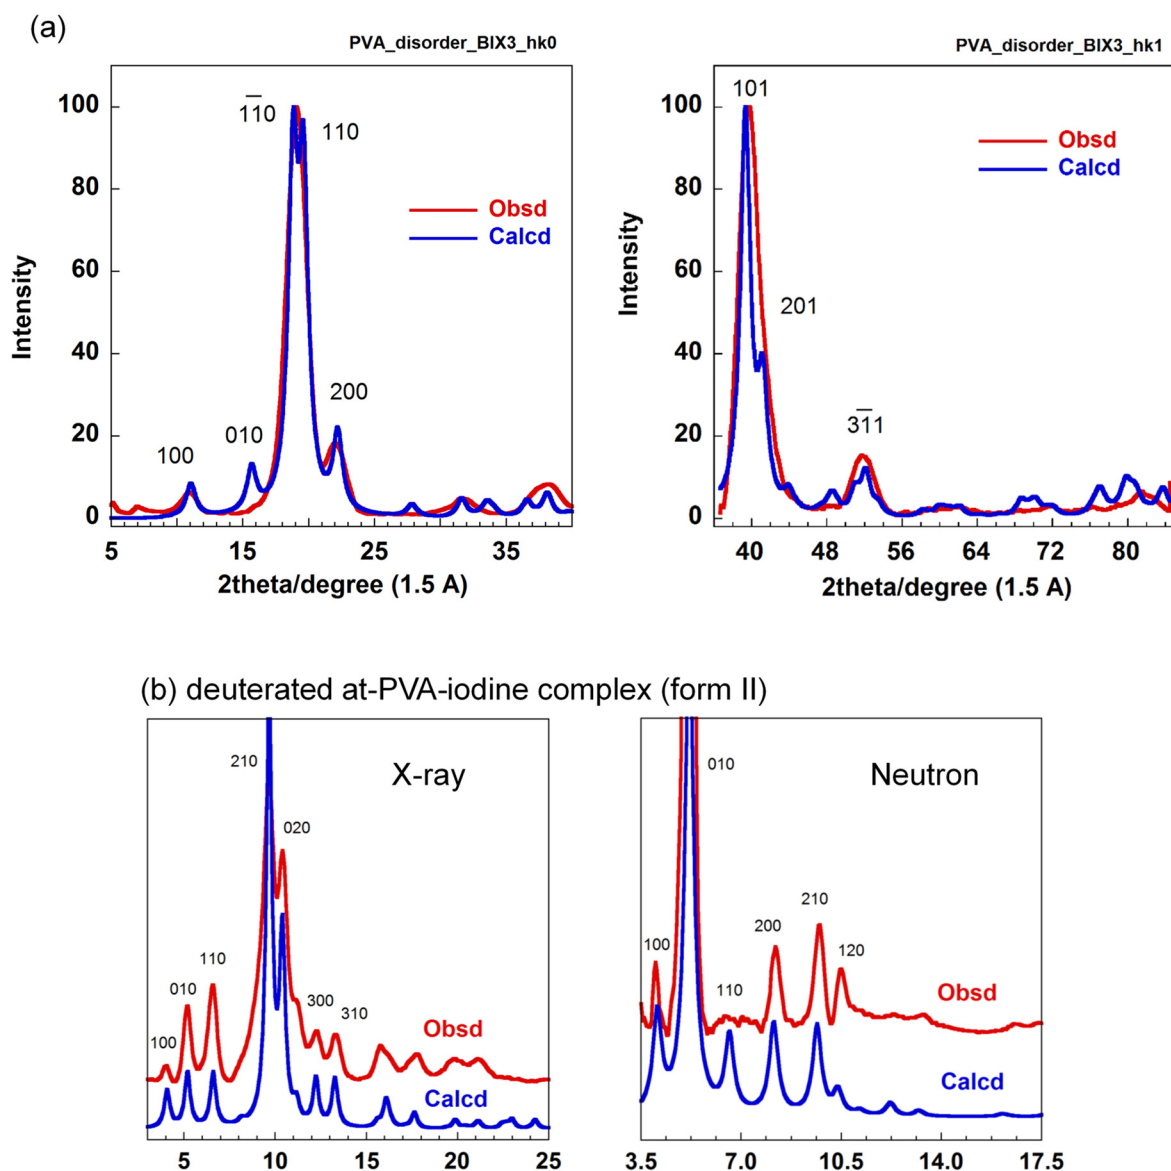 (a)
PVA_disorder_BIX3_hk0
Intensity
100
80
60
40
20
0
1̅10
110
Obsd
Calcd
200
010
100
5
15
25
35
2theta/degree (1.5 A)
PVA_disorder_BIX3_hk1
Intensity
100
80
60
40
20
0
101
Obsd
Calcd
201
31̅1
40
48
56
64
72
80
2theta/degree (1.5 A)
(b) deuterated at-PVA-iodine complex (form II)
210
X-ray
020
110
010
300
310
100
Obsd
Calcd
5
10
15
20
25
010
Neutron
210
200
120
100
110
Obsd
Calcd
3.5
7.0
10.5
14.0
17.5